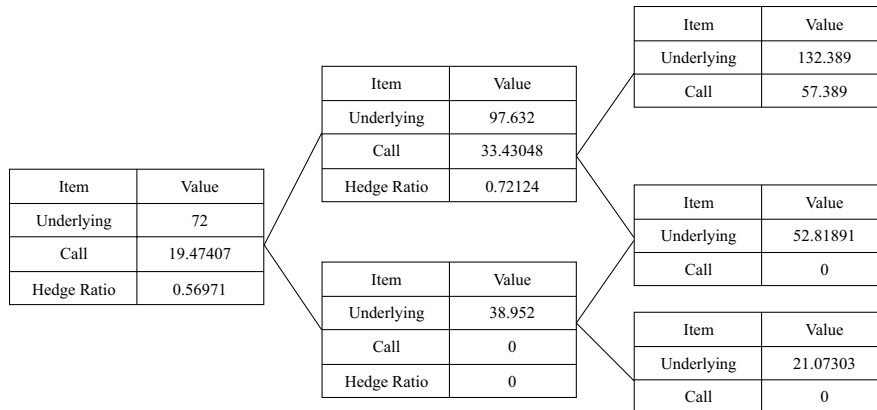 Item Value
Underlying 72
Call 19.47407
Hedge Ratio 0.56971
Item Value
Underlying 97.632
Call 33.43048
Hedge Ratio 0.72124
Item Value
Underlying 38.952
Call 0
Hedge Ratio 0
Item Value
Underlying 132.389
Call 57.389
Item Value
Underlying 52.81891
Call 0
Item Value
Underlying 21.07303
Call 0